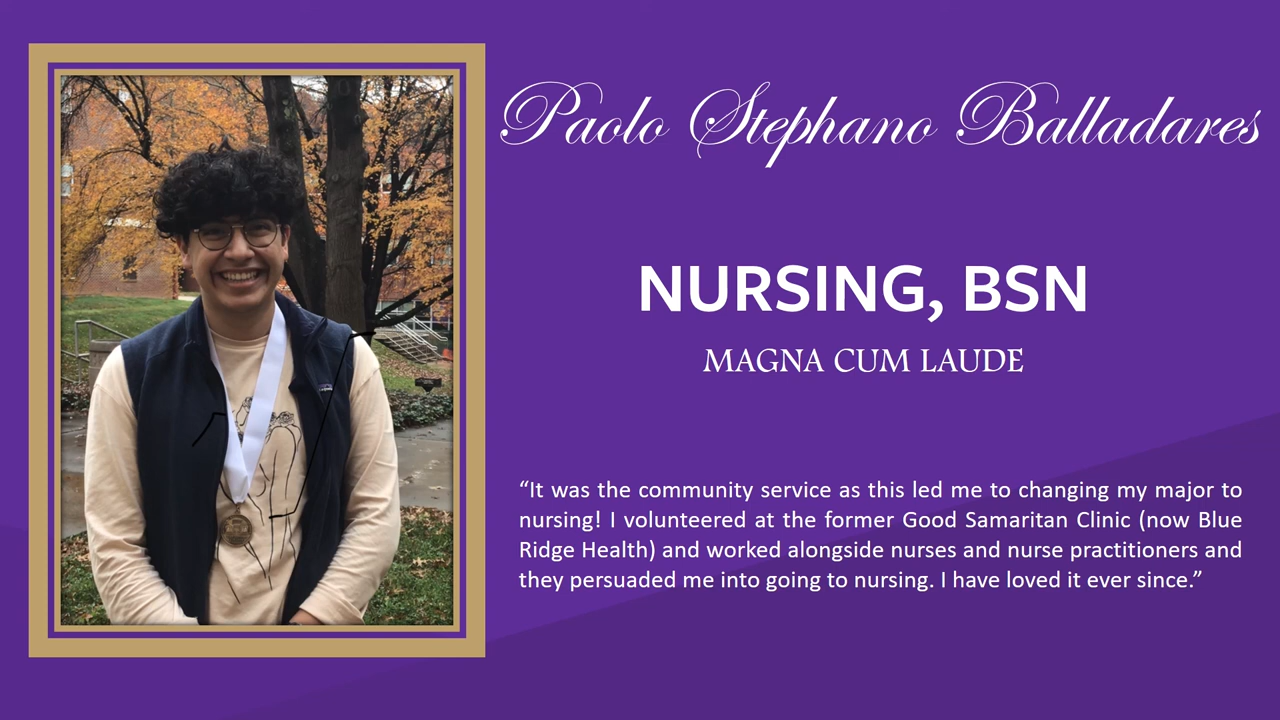 Paolo Stephano Balladares
NURSING, BSN
MAGNA CUM LAUDE
“It was the community service as this led me to changing my major to
nursing! I volunteered at the former Good Samaritan Clinic (now Blue
Ridge Health) and worked alongside nurses and nurse practitioners and
they persuaded me into going to nursing. I have loved it ever since.”